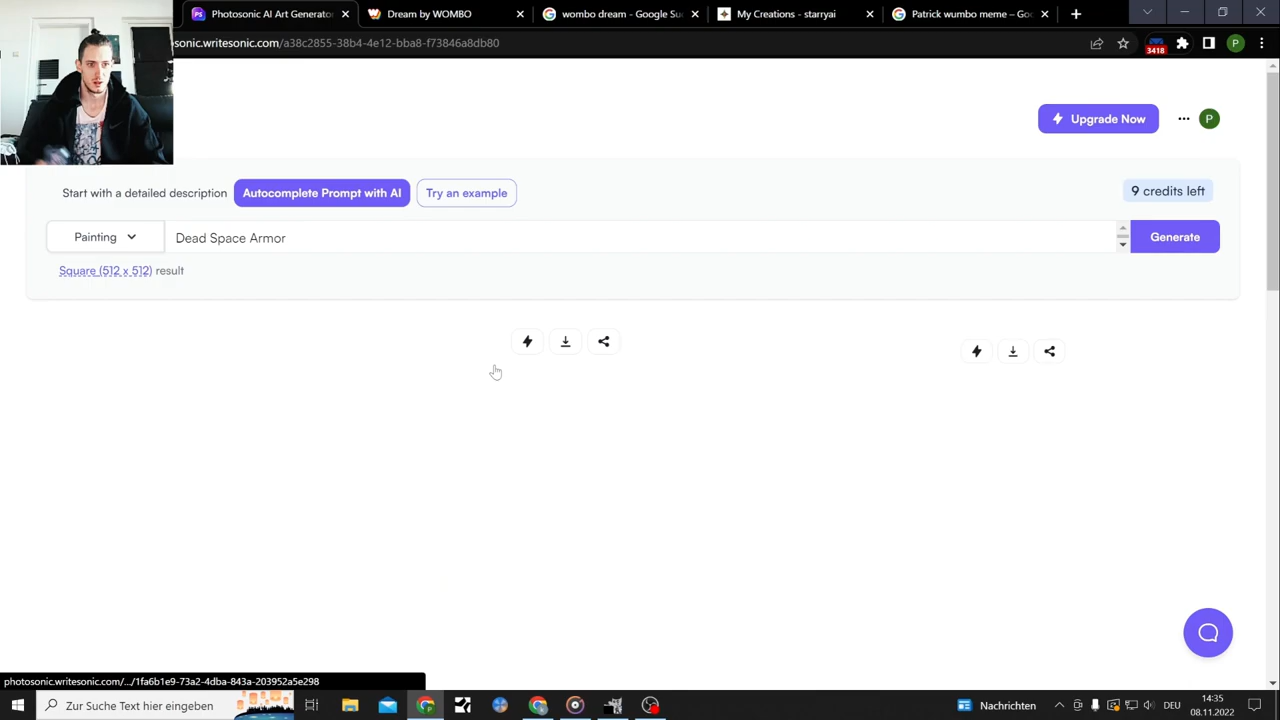 Photosonic AI Art Generator
Dream by WOMBO
wombo dream - Google Su
My Creations - starryai
Patrick wumbo meme – Goo
sonic.writesonic.com/a38c2855-38b4-4e12-bba8-f73846a8db80
3418
P
Upgrade Now
P
Start with a detailed description
Autocomplete Prompt with AI
Try an example
9 credits left
Painting
Dead Space Armor
Generate
Square (512 x 512) result
photosonic.writesonic.com/.../1fa6b1e9-73a2-4dba-843a-203952a5e298
Zur Suche Text hier eingeben
Nachrichten
DEU
14:35
08.11.2022